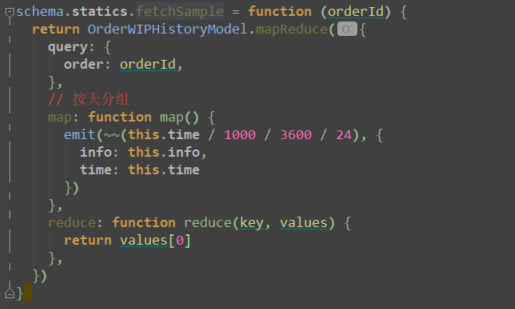 schema.statics.fetchSample = function (orderId) {
  return OrderWIPHistoryModel.mapReduce( o: {
    query: {
      order: orderId,
    },
    // 按天分组
    map: function map() {
      emit(~~(this.time / 1000 / 3600 / 24), {
        info: this.info,
        time: this.time
      })
    },
    reduce: function reduce(key, values) {
      return values[0]
    },
  })
}